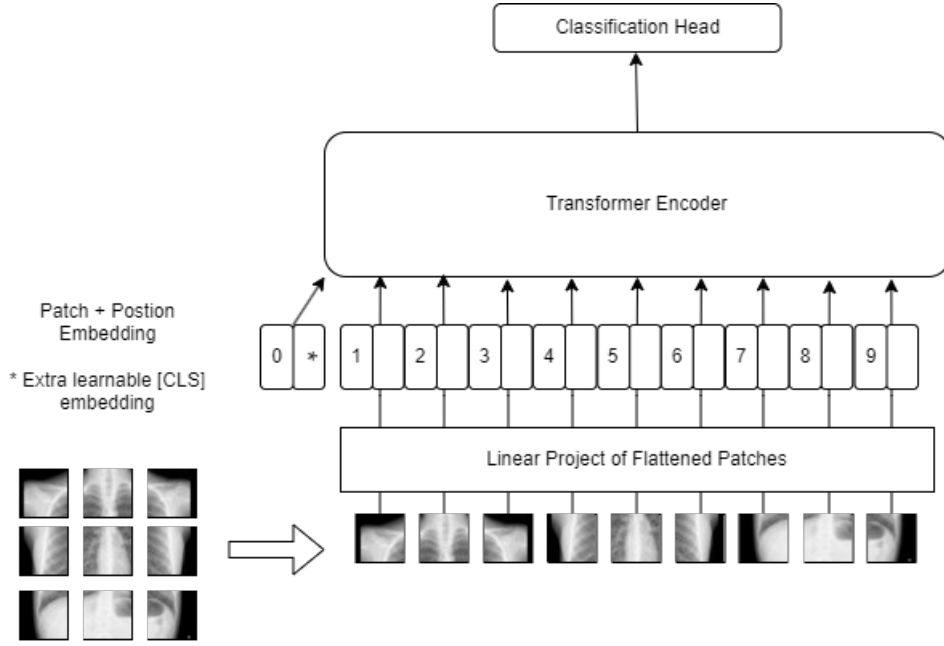 Classification Head
Transformer Encoder
Patch + Postion
Embedding
* Extra learnable [CLS]
embedding
0 * 1 2 3 4 5 6 7 8 9
Linear Project of Flattened Patches